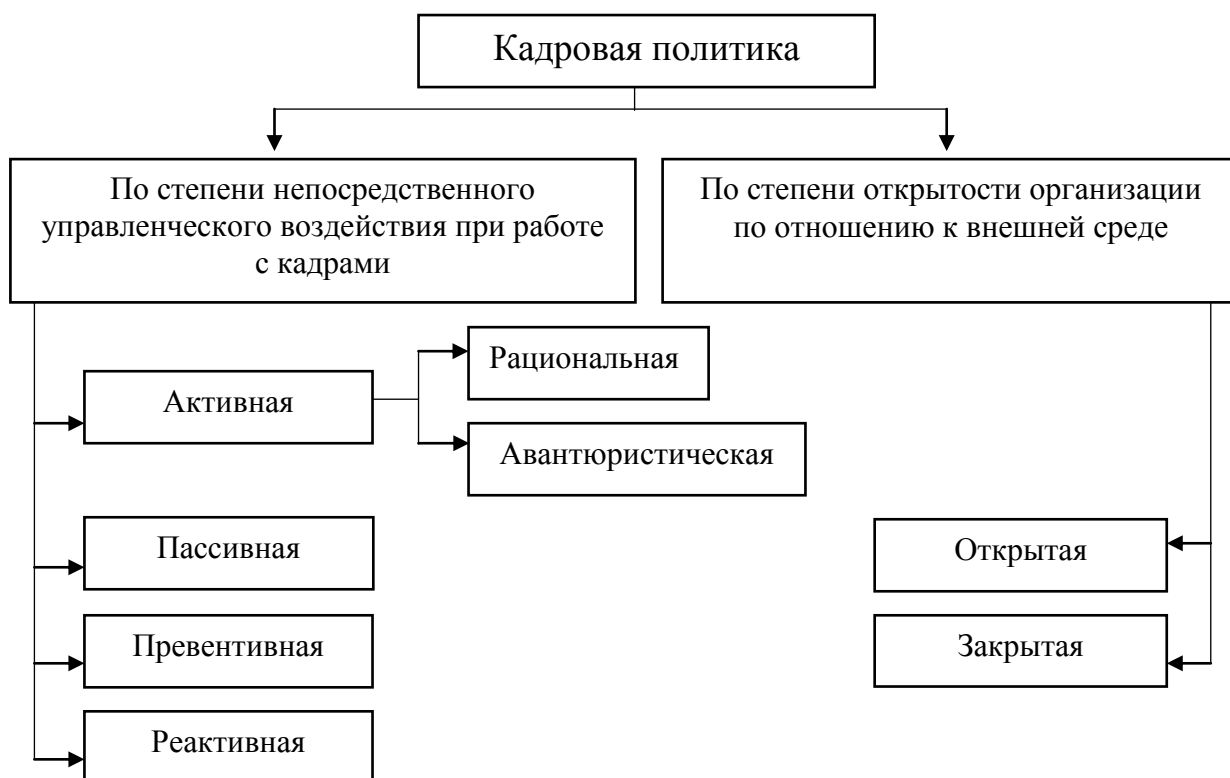 Кадровая политика
По степени непосредственного
управленческого воздействия при работе
с кадрами
По степени открытости организации
по отношению к внешней среде
Рациональная
Активная
Авантюристическая
Пассивная
Превентивная
Реактивная
Открытая
Закрытая